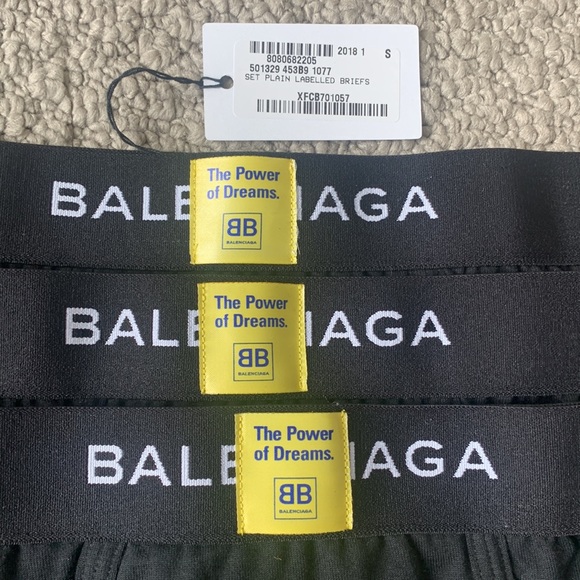 2018 1 S
8080682205
501329 453B9 1077
SET PLAIN LABELLED BRIEFS
XFCB701057
The Power
of Dreams.
BALE IAGA
BB
BALENCIAGA
The Power
of Dreams.
BALE IAGA
BB
BALENCIAGA
The Power
of Dreams.
BALE IAGA
BB
BALENCIAGA